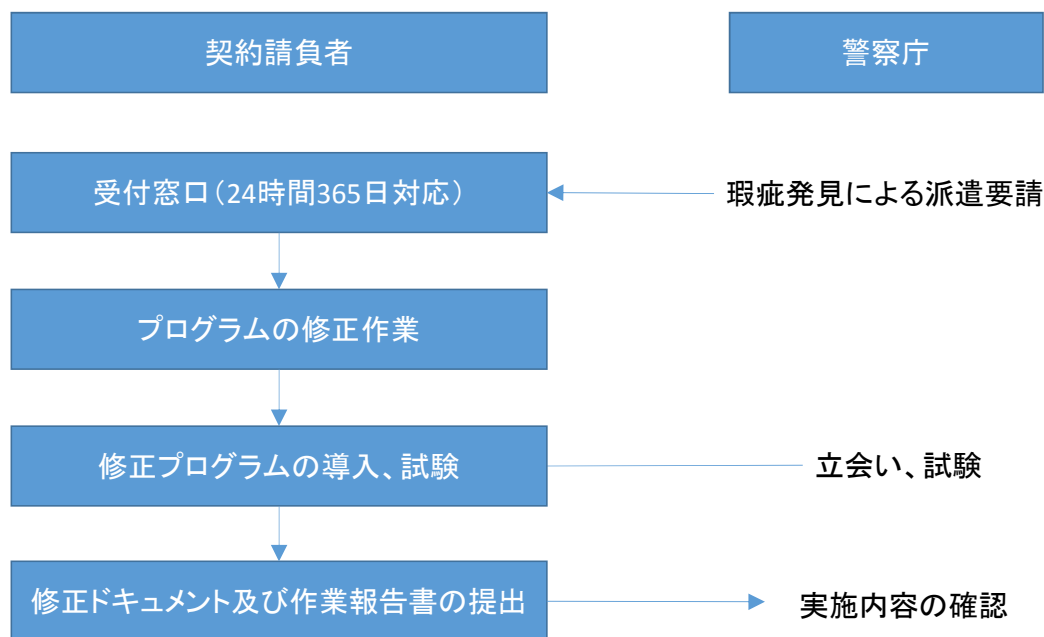 契約請負者
警察庁
受付窓口（24時間365日対応）
瑕疵発見による派遣要請
プログラムの修正作業
修正プログラムの導入、試験
立会い、試験
修正ドキュメント及び作業報告書の提出
実施内容の確認